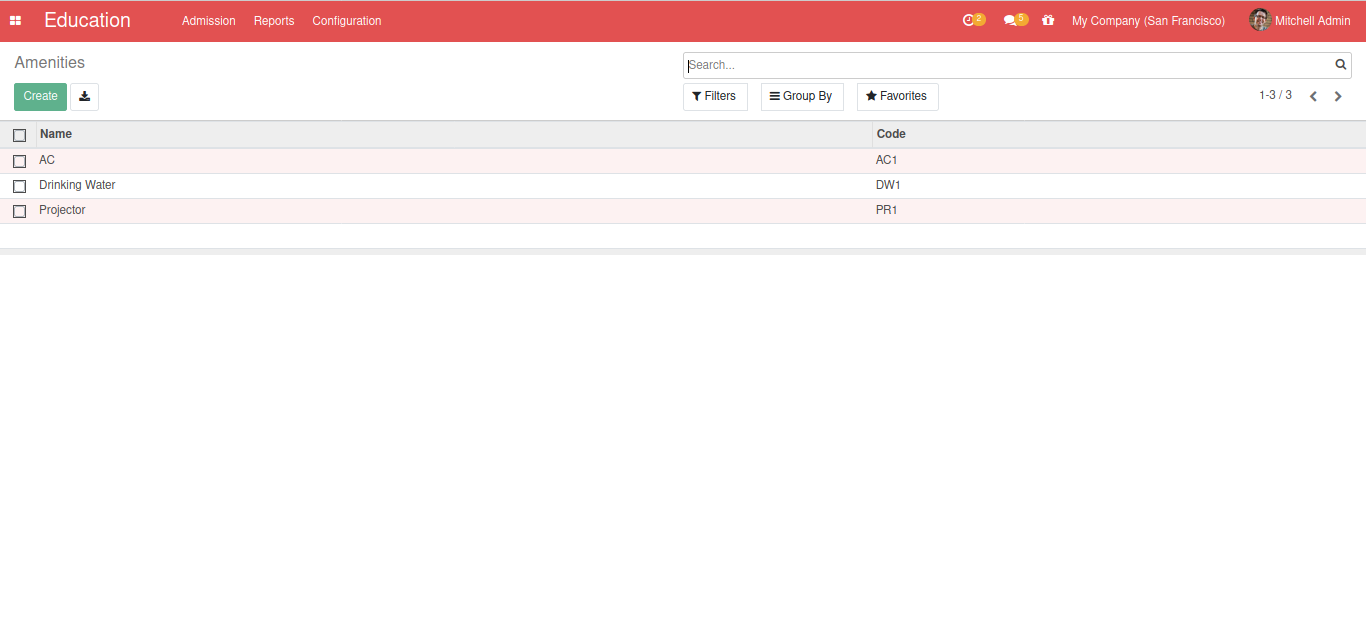 Education Admission Reports Configuration 2 5 My Company (San Francisco) Mitchell Admin
Amenities
Search...
Create
Filters Group By Favorites 1-3 / 3
Name Code
AC AC1
Drinking Water DW1
Projector PR1